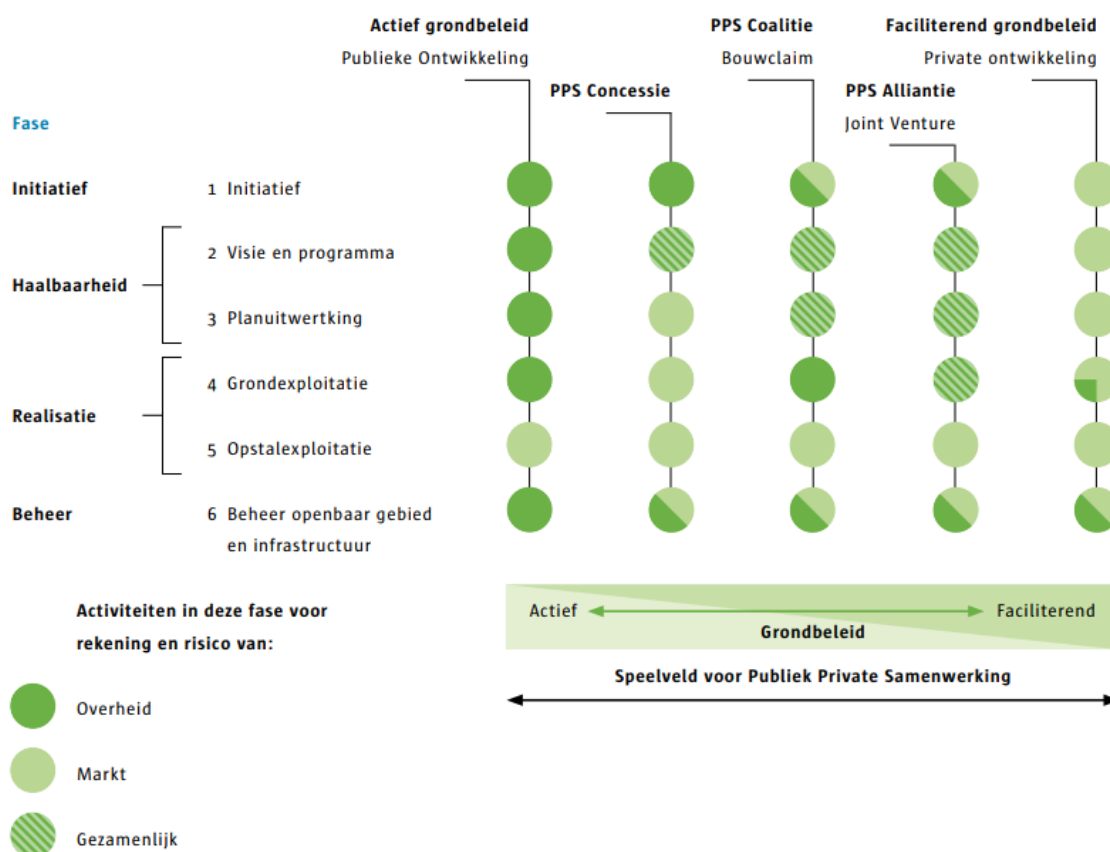 Actief grondbeleid
Publieke Ontwikkeling
PPS Concessie
PPS Coalitie
Bouwclaim
PPS Alliantie
Joint Venture
Faciliterend grondbeleid
Private ontwikkeling
Fase
Initiatief
1 Initiatief
Haalbaarheid
2 Visie en programma
3 Planuitwertking
Realisatie
4 Grondexploitatie
5 Opstalexploitatie
Beheer
6 Beheer openbaar gebied
en infrastructuur
Activiteiten in deze fase voor
rekening en risico van:
Overheid
Markt
Gezamenlijk
Actief
Faciliterend
Grondbeleid
Speelveld voor Publiek Private Samenwerking